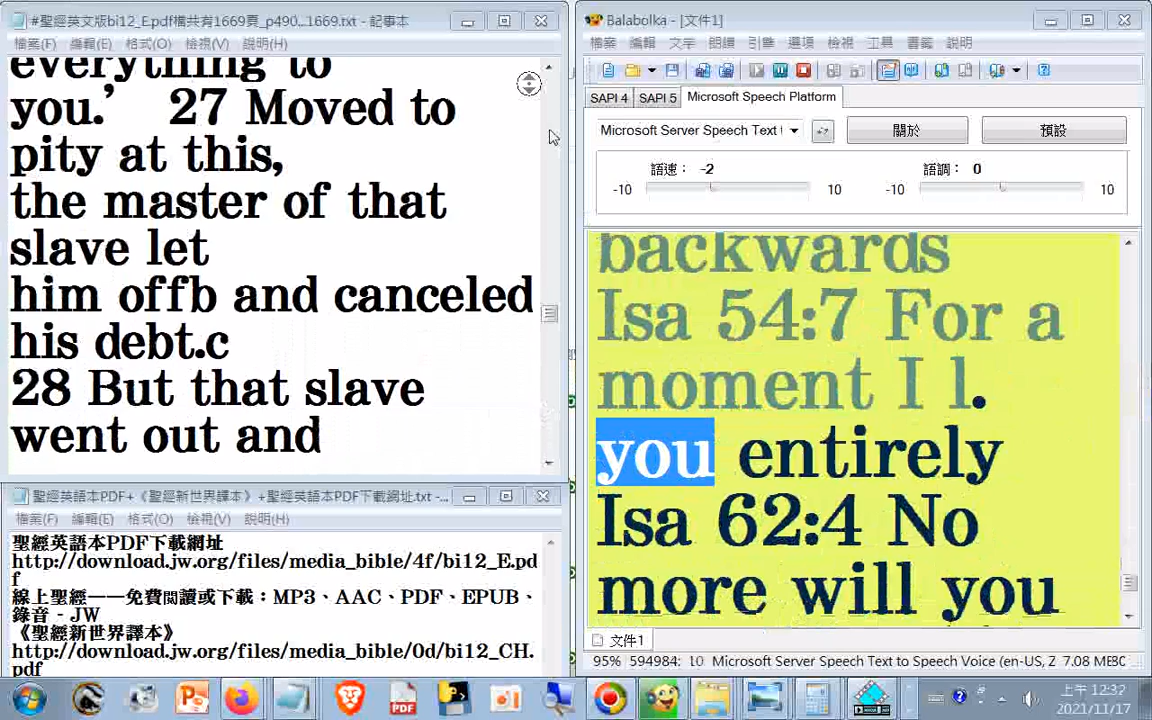 #聖經英文版bi12_E.pdf檔共有1669頁_p490...1669.txt - 記事本
檔案(F) 編輯(E) 格式(O) 檢視(V) 說明(H)
everything to
you.’ 27 Moved to
pity at this,
the master of that
slave let
him offb and canceled
his debt.c
28 But that slave
went out and
聖經英語本PDF+《聖經新世界譯本》+聖經英語本PDF下載網址.txt - ...
檔案(F) 編輯(E) 格式(O) 檢視(V) 說明(H)
聖經英語本PDF下載網址
http://download.jw.org/files/media_bible/4f/bi12_E.pd
f
線上聖經——免費閱讀或下載：MP3、AAC、PDF、EPUB、
錄音 - JW
《聖經新世界譯本》
http://download.jw.org/files/media_bible/0d/bi12_CH.
pdf
Balabolka - [文件1]
檔案 編輯 文字 朗讀 引擎 選項 檢視 工具 書籤 說明
SAPI 4 SAPI 5 Microsoft Speech Platform
Microsoft Server Speech Text 關於 預設
語速： -2 語調： 0
-10 10 -10 10
backwards
Isa 54:7 For a
moment I l.
you entirely
Isa 62:4 No
more will you
文件1
95% 594984: 10 Microsoft Server Speech Text to Speech Voice (en-US, Z 7.08 MB
上午 12:32
2021/11/17